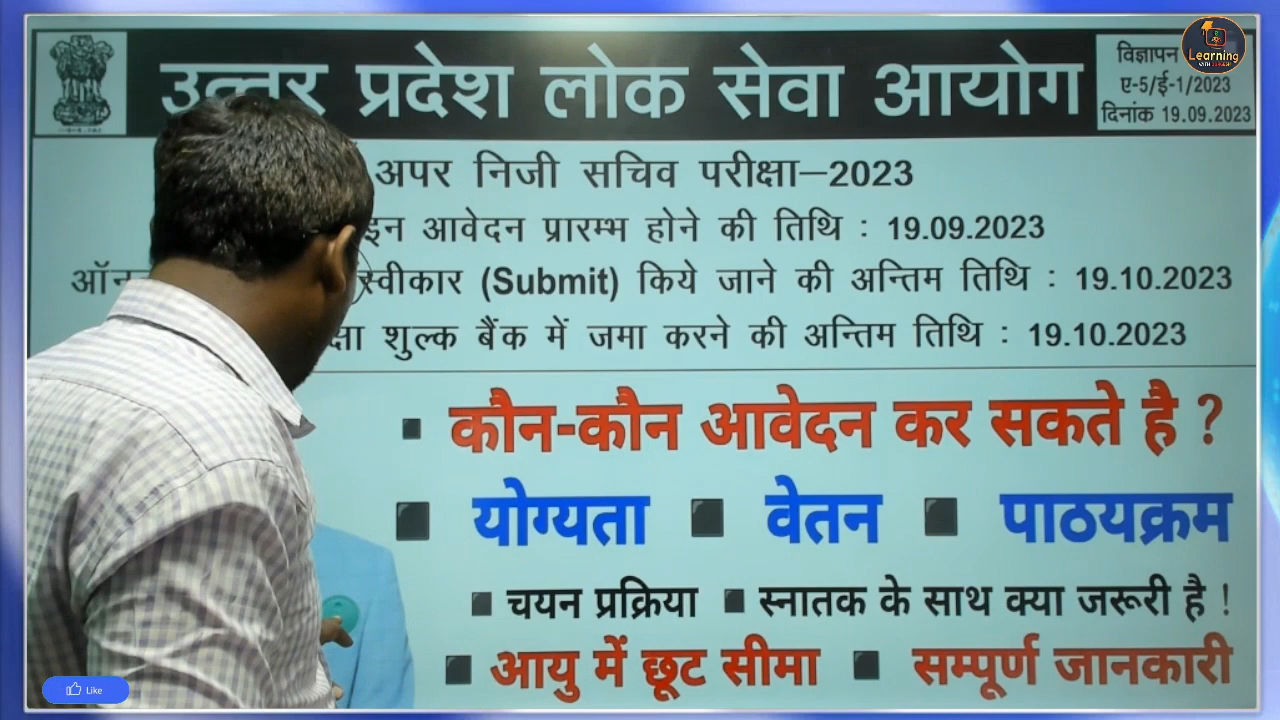 उत्तर प्रदेश लोक सेवा आयोग
विज्ञापन
ए-5/ई-1/2023
दिनांक 19.09.2023
Learning
अपर निजी सचिव परीक्षा–2023
इन आवेदन प्रारम्भ होने की तिथि : 19.09.2023
ऑन स्वीकार (Submit) किये जाने की अन्तिम तिथि : 19.10.2023
क्षा शुल्क बैंक में जमा करने की अन्तिम तिथि : 19.10.2023
▪ कौन-कौन आवेदन कर सकते है ?
▪ योग्यता ▪ वेतन ▪ पाठयक्रम
▪ चयन प्रक्रिया ▪ स्नातक के साथ क्या जरूरी है !
▪ आयु में छूट सीमा ▪ सम्पूर्ण जानकारी
Like